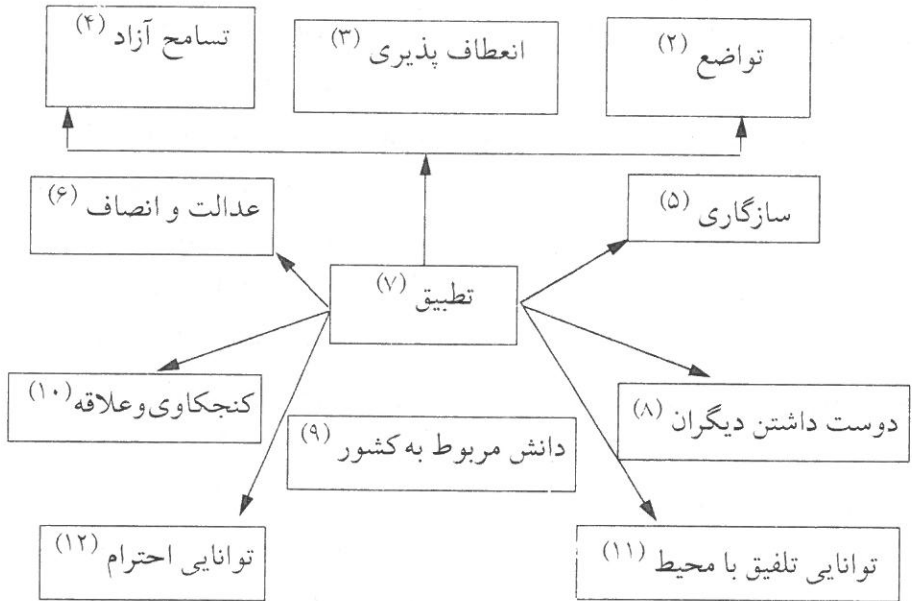 تواضع (۲)
انعطاف پذیری (۳)
تسامح آزاد (۴)
سازگاری (۵)
عدالت و انصاف (۶)
تطبیق (۷)
دوست داشتن دیگران (۸)
دانش مربوط به کشور (۹)
کنجکاوی و علاقه (۱۰)
توانایی تلفیق با محیط (۱۱)
توانایی احترام (۱۲)